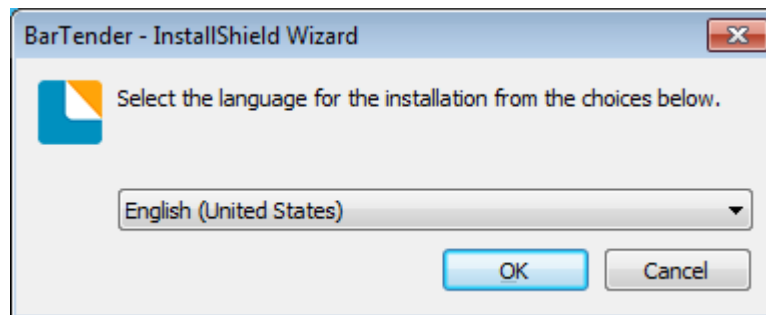 BarTender - InstallShield Wizard
Select the language for the installation from the choices below.
English (United States)
OK
Cancel